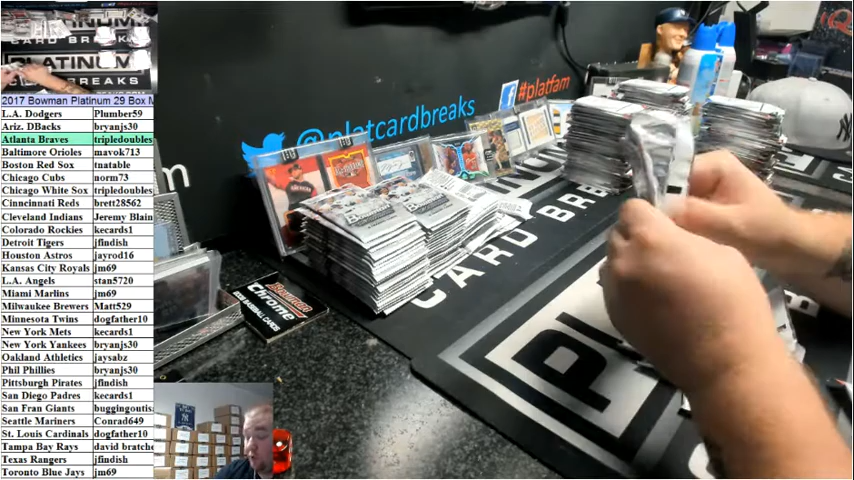 PLATINUM
CARD BREAKS
PLATINUM
BREAKS
2017 Bowman Platinum 29 Box M
L.A. Dodgers Plumber59
Ariz. DBacks bryanjs30
Atlanta Braves tripledoubles
Baltimore Orioles mavok713
Boston Red Sox tnatable
Chicago Cubs norm73
Chicago White Sox tripledoubles
Cinncinnati Reds brett28562
Cleveland Indians Jeremy Blain
Colorado Rockies kecards1
Detroit Tigers jfindish
Houstan Astros jayrod16
Kansas City Royals jm69
L.A. Angels stan5720
Miami Marlins jm69
Milwaukee Brewers Matt529
Minnesota Twins dogfather10
New York Mets kecards1
New York Yankees bryanjs30
Oakland Athletics jaysabz
Phil Phillies bryanjs30
Pittsburgh Pirates jfindish
San Diego Padres kecards1
San Fran Giants buggingoutis
Seattle Mariners Conrad649
St. Louis Cardinals dogfather10
Tampa Bay Rays david bratche
Texas Rangers jfindish
Toronto Blue Jays jm69
@platcardbreaks
f #platfam
m
CARD BRE
Bowman
Chrome
PL